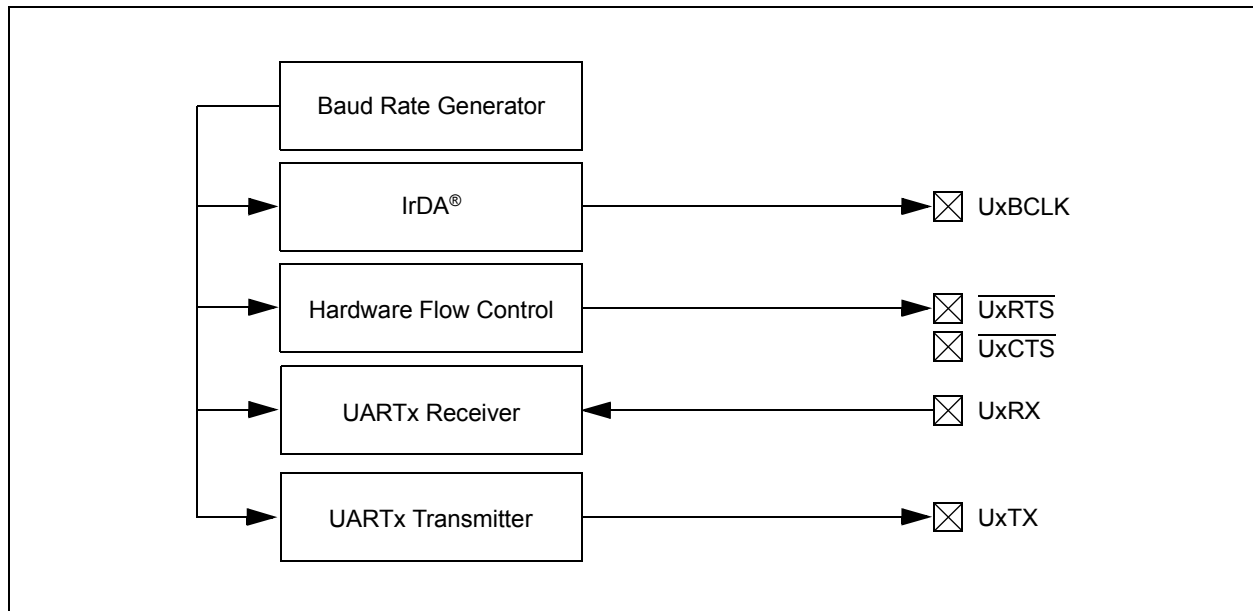 Baud Rate Generator
IrDA®
UxBCLK
Hardware Flow Control
UxRTS
UxCTS
UARTx Receiver
UxRX
UARTx Transmitter
UxTX